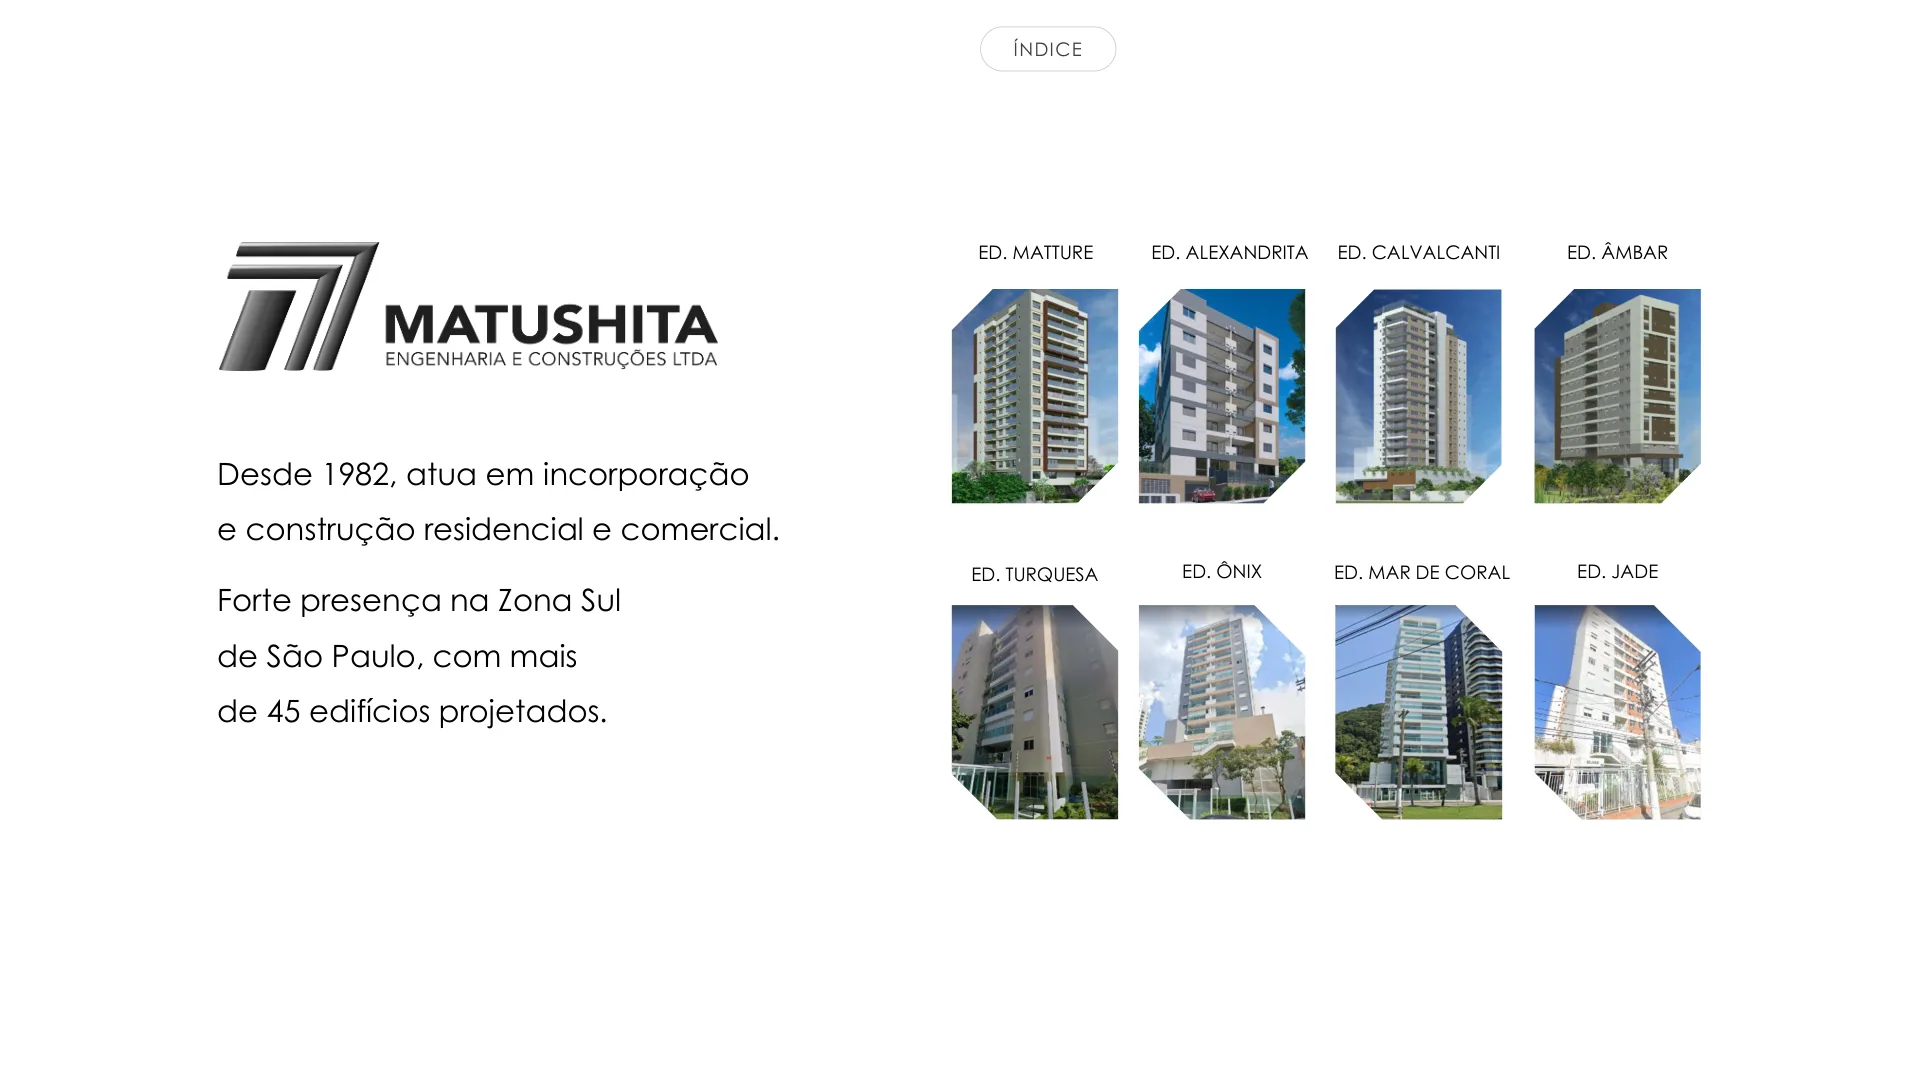 ÍNDICE
MATUSHITA
ENGENHARIA E CONSTRUÇÕES LTDA
Desde 1982, atua em incorporação
e construção residencial e comercial.
Forte presença na Zona Sul
de São Paulo, com mais
de 45 edifícios projetados.
ED. MATTURE
ED. ALEXANDRITA
ED. CALVALCANTI
ED. ÂMBAR
ED. TURQUESA
ED. ÔNIX
ED. MAR DE CORAL
ED. JADE